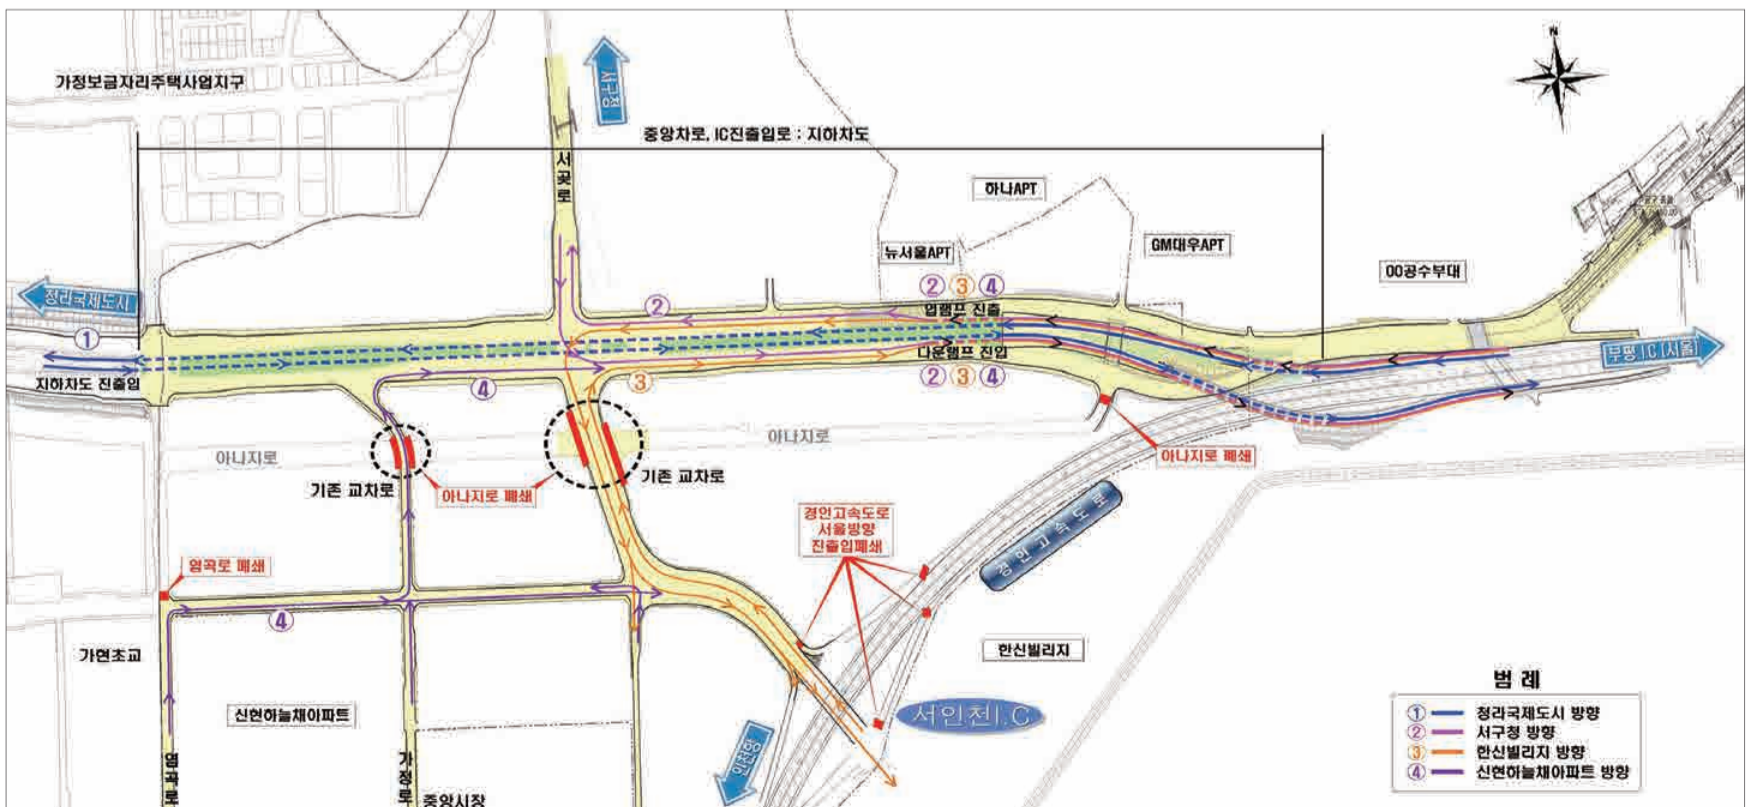 가정보금자리주택사업지구
서구청
중앙차로, IC진출입로 : 지하차도
N
서곶로
하나APT
뉴서울APT
GM대우APT
OO공수부대
청라국제도시
②
② ③ ④
업램프 진출
①
지하차도 진출입
다운램프 진입
② ③ ④
부평 I.C (서울)
④
③
아나지로
아나지로
기존 교차로
기존 교차로
아나지로 폐쇄
아나지로 폐쇄
경인고속도로
서울방향
진출입폐쇄
경인고속도로
염곡로 폐쇄
④
가현초교
한신빌리지
신현하늘채아파트
서인천I.C
인천항
염곡로
가정로
중앙시장
범 례
① 청라국제도시 방향
② 서구청 방향
③ 한신빌리지 방향
④ 신현하늘채아파트 방향